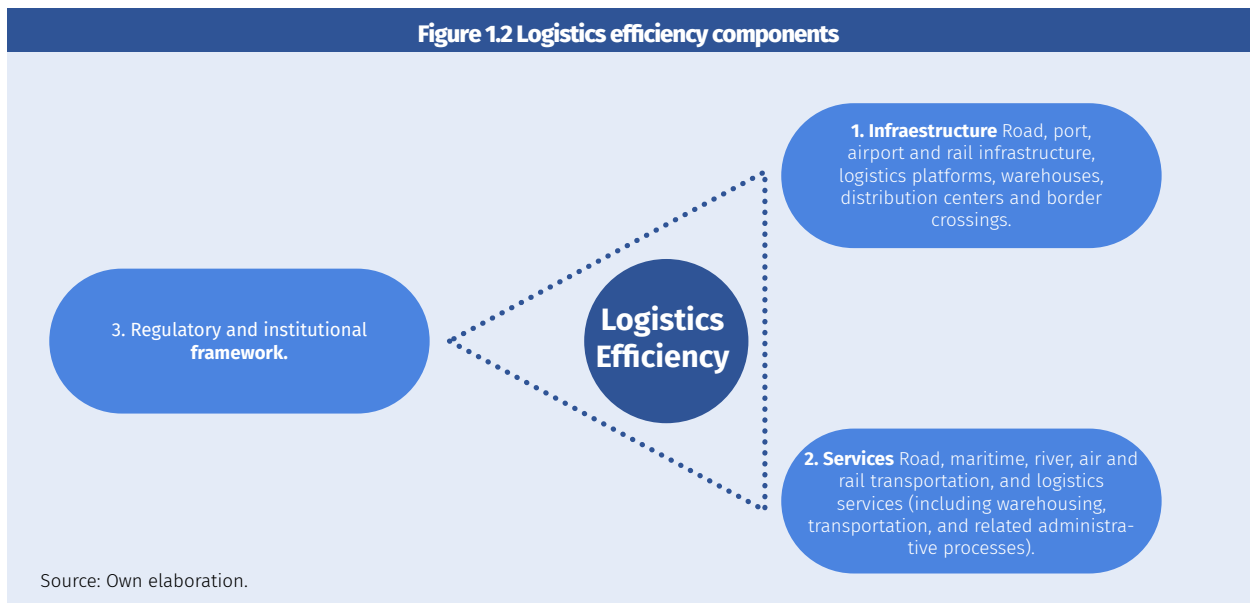 Figure 1.2 Logistics efficiency components
1. Infraestructure Road, port,
airport and rail infrastructure,
logistics platforms, warehouses,
distribution centers and border
crossings.
3. Regulatory and institutional
framework.
Logistics
Efficiency
2. Services Road, maritime, river, air and
rail transportation, and logistics
services (including warehousing,
transportation, and related administra-
tive processes).
Source: Own elaboration.